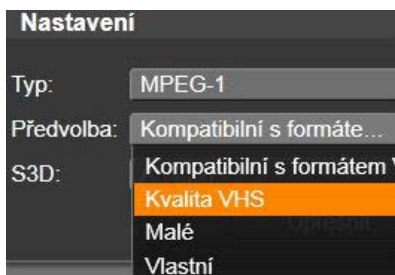 Nastavení
Typ: MPEG-1
Předvolba: Kompatibilní s formáte...
S3D: Kompatibilní s formátem V
Kvalita VHS
Malé
Vlastní